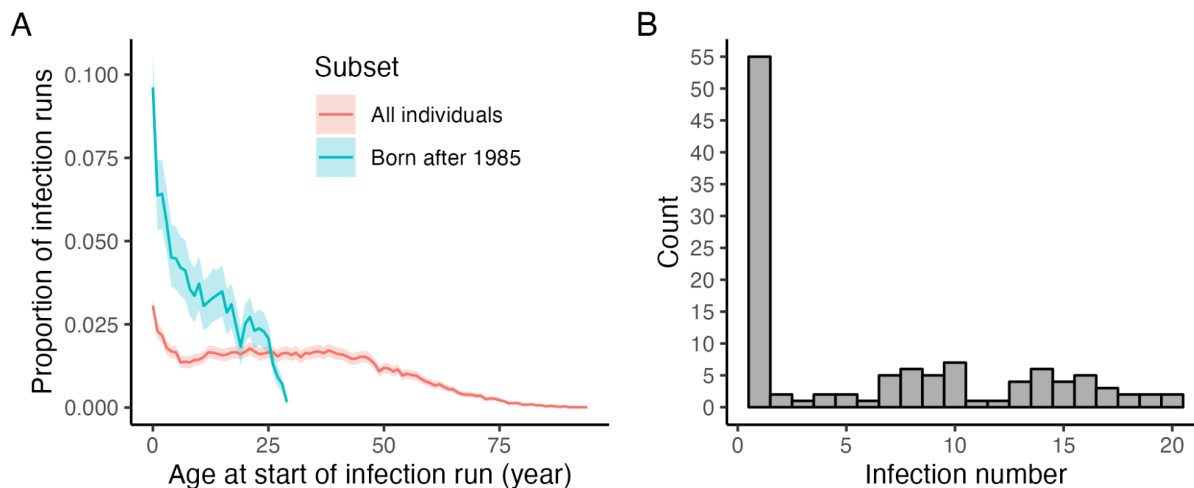 A
Proportion of infection runs
0.100
0.075
0.050
0.025
0.000
Subset
All individuals
Born after 1985
0
25
50
75
Age at start of infection run (year)
B
Count
55
50
45
40
35
30
25
20
15
10
5
0
0
5
10
15
20
Infection number